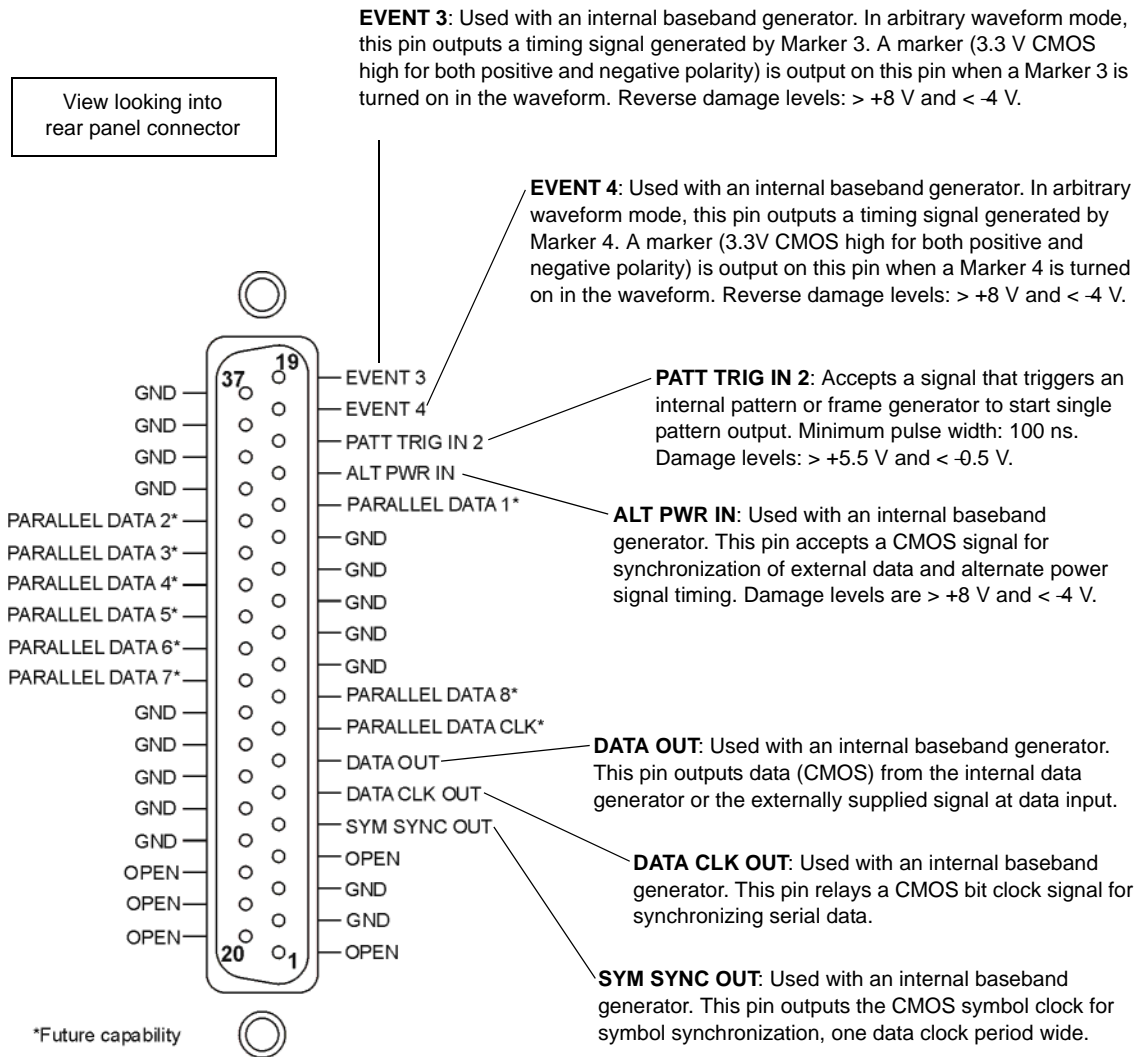 EVENT 3: Used with an internal baseband generator. In arbitrary waveform mode,
this pin outputs a timing signal generated by Marker 3. A marker (3.3 V CMOS
high for both positive and negative polarity) is output on this pin when a Marker 3 is
turned on in the waveform. Reverse damage levels: > +8 V and < -4 V.
View looking into
rear panel connector
EVENT 4: Used with an internal baseband generator. In arbitrary
waveform mode, this pin outputs a timing signal generated by
Marker 4. A marker (3.3V CMOS high for both positive and
negative polarity) is output on this pin when a Marker 4 is turned
on in the waveform. Reverse damage levels: > +8 V and < -4 V.
37
19
GND
GND
GND
GND
PARALLEL DATA 2*
PARALLEL DATA 3*
PARALLEL DATA 4*
PARALLEL DATA 5*
PARALLEL DATA 6*
PARALLEL DATA 7*
GND
GND
GND
GND
GND
OPEN
OPEN
OPEN
20
1
EVENT 3
EVENT 4
PATT TRIG IN 2
ALT PWR IN
PARALLEL DATA 1*
GND
GND
GND
GND
GND
PARALLEL DATA 8*
PARALLEL DATA CLK*
DATA OUT
DATA CLK OUT
SYM SYNC OUT
OPEN
GND
GND
OPEN
PATT TRIG IN 2: Accepts a signal that triggers an
internal pattern or frame generator to start single
pattern output. Minimum pulse width: 100 ns.
Damage levels: > +5.5 V and < -0.5 V.
ALT PWR IN: Used with an internal baseband
generator. This pin accepts a CMOS signal for
synchronization of external data and alternate power
signal timing. Damage levels are > +8 V and < -4 V.
DATA OUT: Used with an internal baseband generator.
This pin outputs data (CMOS) from the internal data
generator or the externally supplied signal at data input.
DATA CLK OUT: Used with an internal baseband
generator. This pin relays a CMOS bit clock signal for
synchronizing serial data.
SYM SYNC OUT: Used with an internal baseband
generator. This pin outputs the CMOS symbol clock for
symbol synchronization, one data clock period wide.
*Future capability